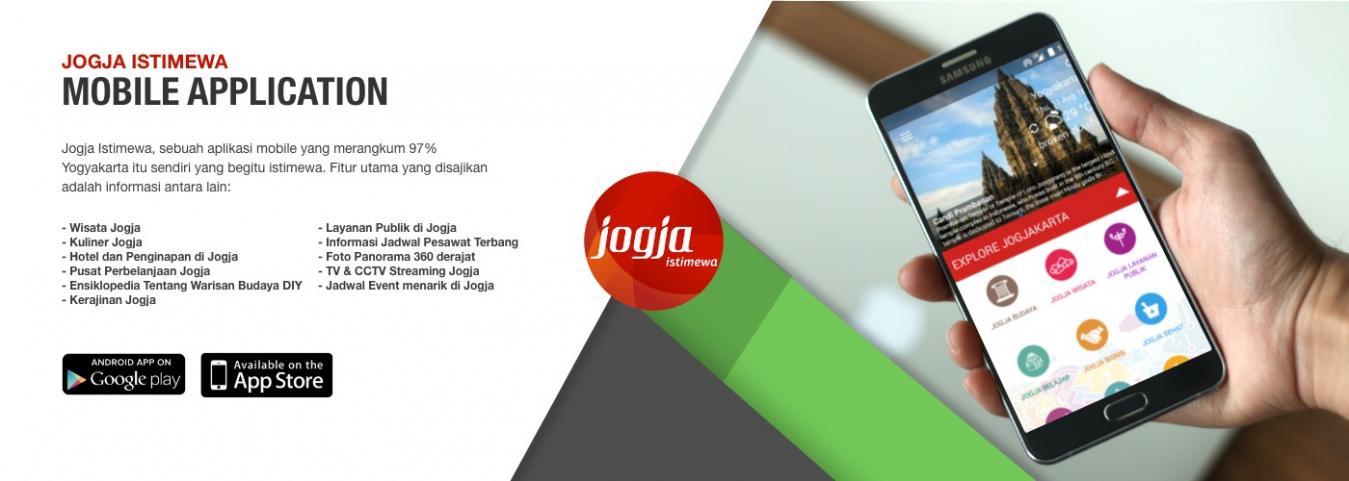 JOGJA ISTIMEWA
MOBILE APPLICATION
Jogja Istimewa, sebuah aplikasi mobile yang merangkum 97%
Yogyakarta itu sendiri yang begitu istimewa. Fitur utama yang disajikan
adalah informasi antara lain:
- Wisata Jogja
- Kuliner Jogja
- Hotel dan Penginapan di Jogja
- Pusat Perbelanjaan Jogja
- Ensiklopedia Tentang Warisan Budaya DIY
- Kerajinan Jogja
- Layanan Publik di Jogja
- Informasi Jadwal Pesawat Terbang
- Foto Panorama 360 derajat
- TV & CCTV Streaming Jogja
- Jadwal Event menarik di Jogja
ANDROID APP ON
Google play
Available on the
App Store
jogja
istimewa
SAMSUNG
Yogyakarta
29 °C
broken
Candi Prambanan
EXPLORE JOGJAKARTA
JOGJA BUDAYA
JOGJA WISATA
JOGJA LAYANAN
PUBLIK
JOGJA BELAJAR
JOGJA BISNIS
JOGJA SEHAT